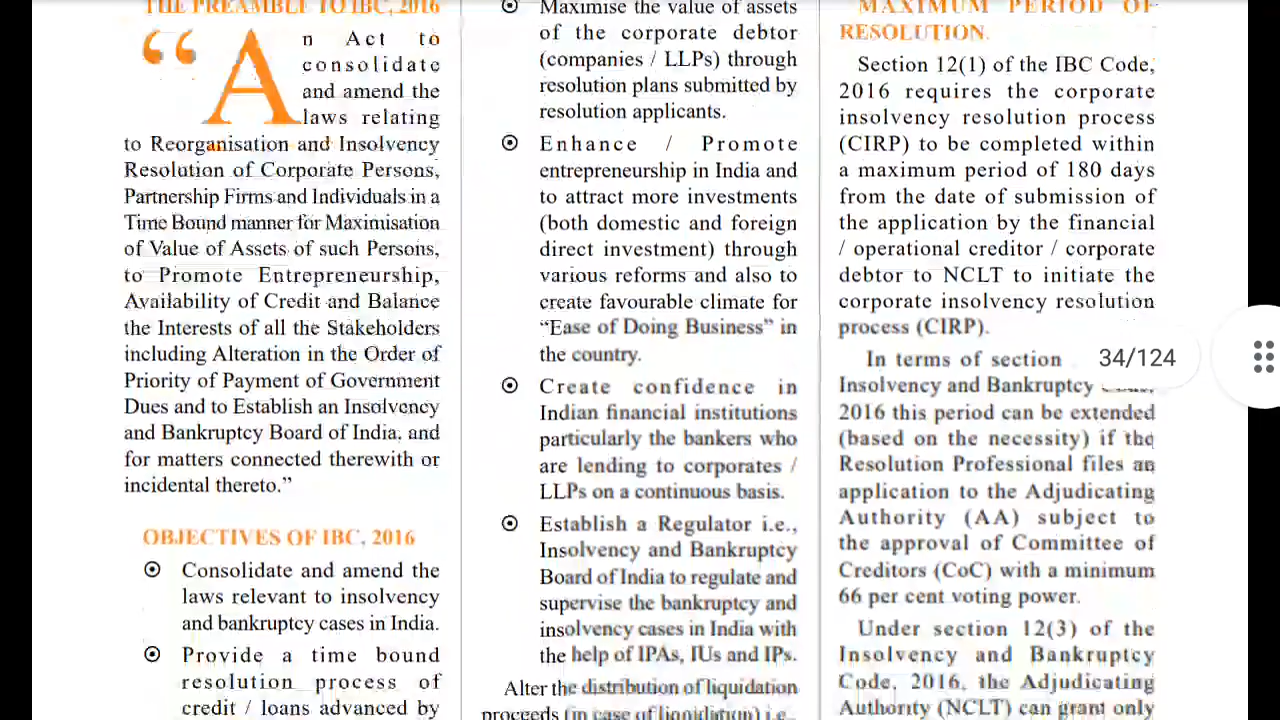 THE PREAMBLE TO IBC, 2016
“A
n Act to
consolidate
and amend the
laws relating
to Reorganisation and Insolvency
Resolution of Corporate Persons,
Partnership Firms and Individuals in a
Time Bound manner for Maximisation
of Value of Assets of such Persons,
to Promote Entrepreneurship,
Availability of Credit and Balance
the Interests of all the Stakeholders
including Alteration in the Order of
Priority of Payment of Government
Dues and to Establish an Insolvency
and Bankruptcy Board of India, and
for matters connected therewith or
incidental thereto.”
OBJECTIVES OF IBC, 2016
Consolidate and amend the
laws relevant to insolvency
and bankruptcy cases in India.
Provide a time bound
resolution process of
credit / loans advanced by
Maximise the value of assets
of the corporate debtor
(companies / LLPs) through
resolution plans submitted by
resolution applicants.
Enhance / Promote
entrepreneurship in India and
to attract more investments
(both domestic and foreign
direct investment) through
various reforms and also to
create favourable climate for
“Ease of Doing Business” in
the country.
Create confidence in
Indian financial institutions
particularly the bankers who
are lending to corporates /
LLPs on a continuous basis.
Establish a Regulator i.e.,
Insolvency and Bankruptcy
Board of India to regulate and
supervise the bankruptcy and
insolvency cases in India with
the help of IPAs, IUs and IPs.
Alter the distribution of liquidation
proceeds (in case of liquidation) i.e.,
MAXIMUM PERIOD OF
RESOLUTION
Section 12(1) of the IBC Code,
2016 requires the corporate
insolvency resolution process
(CIRP) to be completed within
a maximum period of 180 days
from the date of submission of
the application by the financial
/ operational creditor / corporate
debtor to NCLT to initiate the
corporate insolvency resolution
process (CIRP).
In terms of section
Insolvency and Bankruptcy
2016 this period can be extended
(based on the necessity) if the
Resolution Professional files an
application to the Adjudicating
Authority (AA) subject to
the approval of Committee of
Creditors (CoC) with a minimum
66 per cent voting power.
Under section 12(3) of the
Insolvency and Bankruptcy
Code, 2016, the Adjudicating
Authority (NCLT) can grant only
34/124